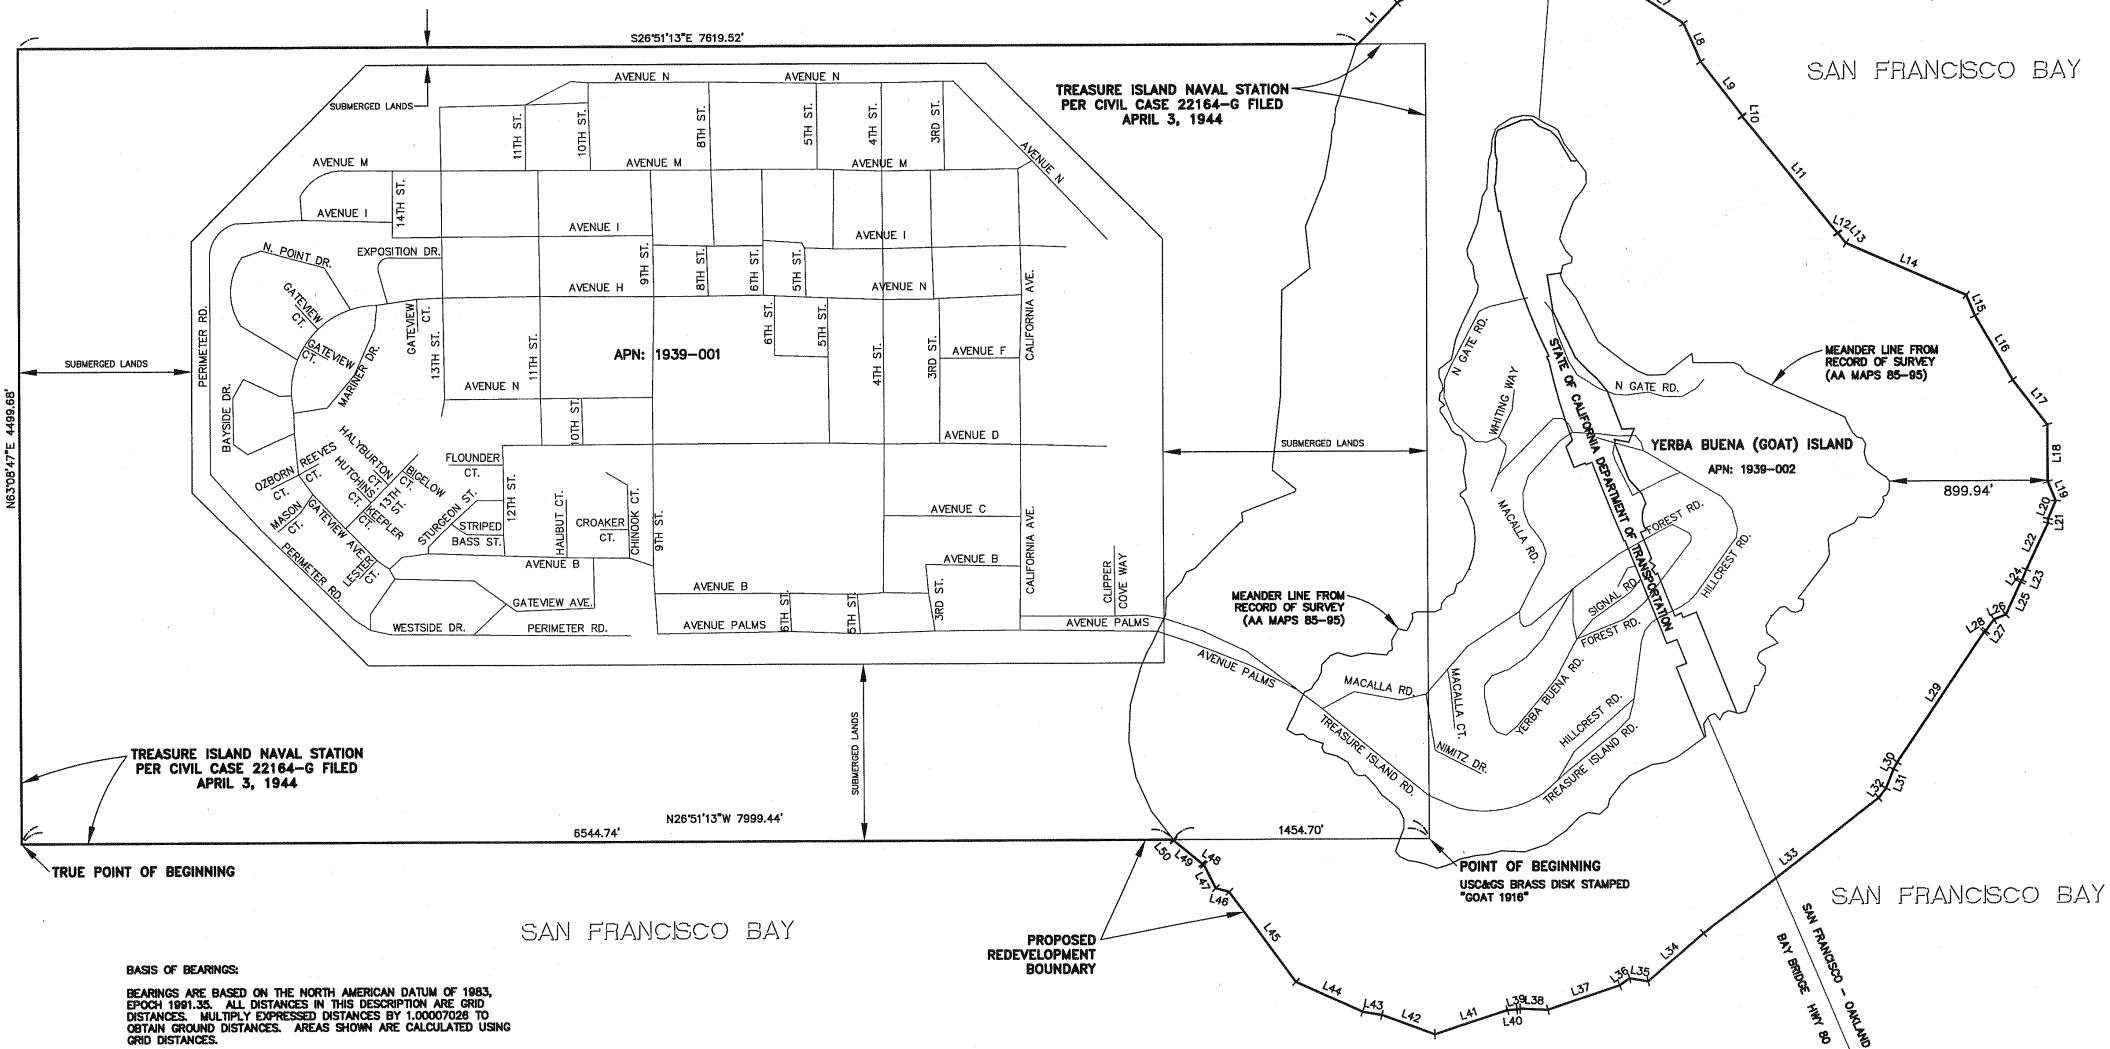 S26°51'13"E 7619.52'
L1
L7
L8
SAN FRANCISCO BAY
L9
L10
L11
L12
L13
L14
L15
L16
L17
L18
L19
L20
L21
L22
L23
L24
L25
L26
L27
L28
L29
L30
L31
L32
L33
L34
L35
L36
L37
L38
L39
L40
L41
L42
L43
L44
L45
L46
L47
L48
L49
L50
TREASURE ISLAND NAVAL STATION
PER CIVIL CASE 22164-G FILED
APRIL 3, 1944
SUBMERGED LANDS
AVENUE N
AVENUE N
11TH ST.
10TH ST.
8TH ST.
5TH ST.
4TH ST.
3RD ST.
AVENUE N
AVENUE M
AVENUE M
AVENUE M
14TH ST.
AVENUE I
AVENUE I
AVENUE I
N. POINT DR.
EXPOSITION DR.
9TH ST.
8TH ST.
6TH ST.
5TH ST.
AVENUE H
AVENUE N
CALIFORNIA AVE.
PERIMETER RD.
GATEVIEW
CT.
GATEVIEW
CT.
GATEVIEW
CT.
MARINER DR.
13TH ST.
11TH ST.
6TH ST.
5TH ST.
4TH ST.
3RD ST.
AVENUE F
APN: 1939-001
SUBMERGED LANDS
AVENUE N
10TH ST.
AVENUE D
BAYSIDE DR.
N63°08'47"E 4499.68'
OZBORN
CT.
REEVES
CT.
HALYBURTON
CT.
HUTCHINS
CT.
BIGELOW
CT.
13TH
ST.
KEEPLER
CT.
MASON
CT.
GATEVIEW AVE.
LESTER
CT.
PERIMETER RD.
FLOUNDER
CT.
STURGEON ST.
STRIPED
BASS ST.
12TH ST.
HALIBUT CT.
CROAKER
CT.
CHINOOK CT.
9TH ST.
AVENUE C
AVENUE B
AVENUE B
AVENUE B
CALIFORNIA AVE.
CLIPPER
COVE WAY
GATEVIEW AVE.
WESTSIDE DR.
PERIMETER RD.
AVENUE PALMS
6TH ST.
5TH ST.
3RD ST.
AVENUE PALMS
AVENUE PALMS
SUBMERGED LANDS
SUBMERGED LANDS
MEANDER LINE FROM
RECORD OF SURVEY
(AA MAPS 85-95)
N GATE RD.
WHITING WAY
STATE OF CALIFORNIA DEPARTMENT OF TRANSPORTATION
N GATE RD.
MEANDER LINE FROM
RECORD OF SURVEY
(AA MAPS 85-95)
YERBA BUENA (GOAT) ISLAND
APN: 1939-002
899.94'
MACALLA RD.
FOREST RD.
HILLCREST RD.
SIGNAL RD.
FOREST RD.
MACALLA RD.
MACALLA CT.
YERBA BUENA RD.
HILLCREST RD.
TREASURE ISLAND RD.
NIMITZ DR.
TREASURE ISLAND RD.
TREASURE ISLAND NAVAL STATION
PER CIVIL CASE 22164-G FILED
APRIL 3, 1944
TRUE POINT OF BEGINNING
6544.74'
N26°51'13"W 7999.44'
1454.70'
POINT OF BEGINNING
USC&GS BRASS DISK STAMPED
"GOAT 1916"
SAN FRANCISCO BAY
SAN FRANCISCO BAY
PROPOSED
REDEVELOPMENT
BOUNDARY
SAN FRANCISCO - OAKLAND
BAY BRIDGE HWY 80
BASIS OF BEARINGS:
BEARINGS ARE BASED ON THE NORTH AMERICAN DATUM OF 1983,
EPOCH 1991.35. ALL DISTANCES IN THIS DESCRIPTION ARE GRID
DISTANCES. MULTIPLY EXPRESSED DISTANCES BY 1.00007026 TO
OBTAIN GROUND DISTANCES. AREAS SHOWN ARE CALCULATED USING
GRID DISTANCES.